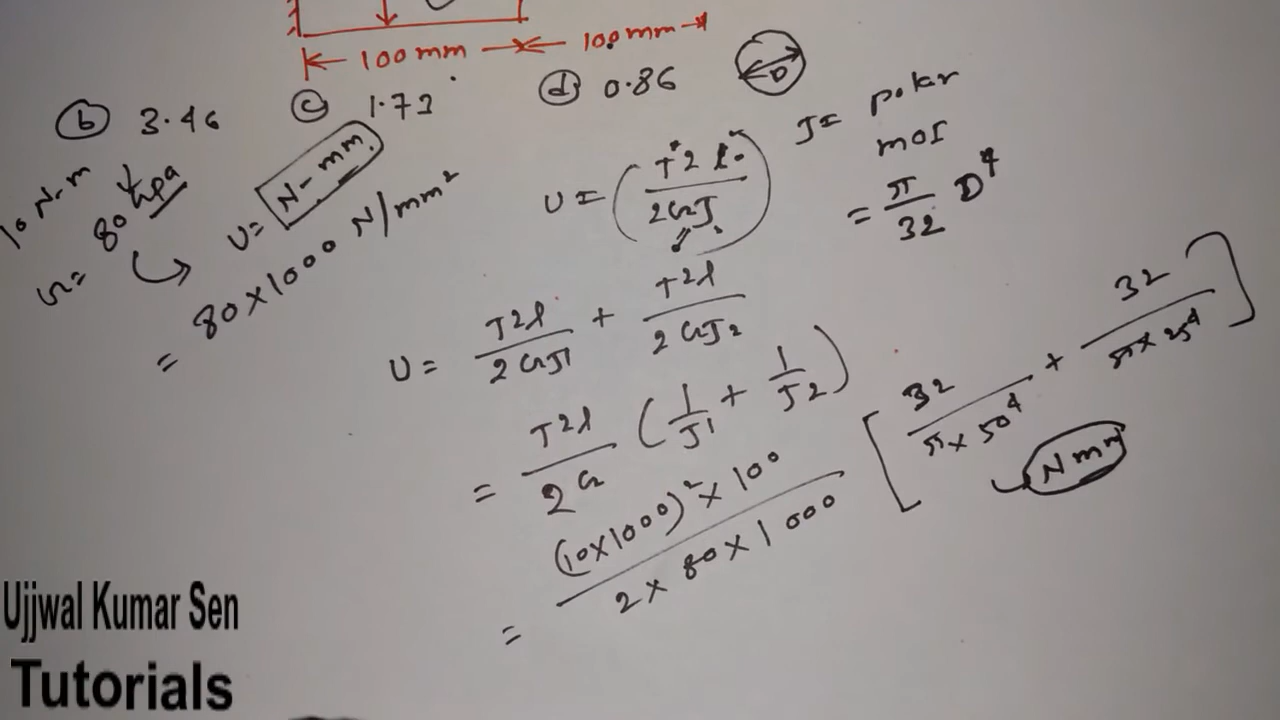 100 mm 100 mm
(b) 3.46 (c) 1.73 (d) 0.86 D
10 N-m
G = 80 kpa
U = N-mm
= 80×1000 N/mm²
U = (T²l / 2GJ)
J = polar
moI
= π/32 D⁴
U = T²l/2GJ1 + T²l/2GJ2
= T²l/2G (1/J1 + 1/J2)
= (10×1000)²×100 / 2×80×1000 [32/π×50⁴ + 32/π×25⁴]
Nmm
Ujjwal Kumar Sen
Tutorials